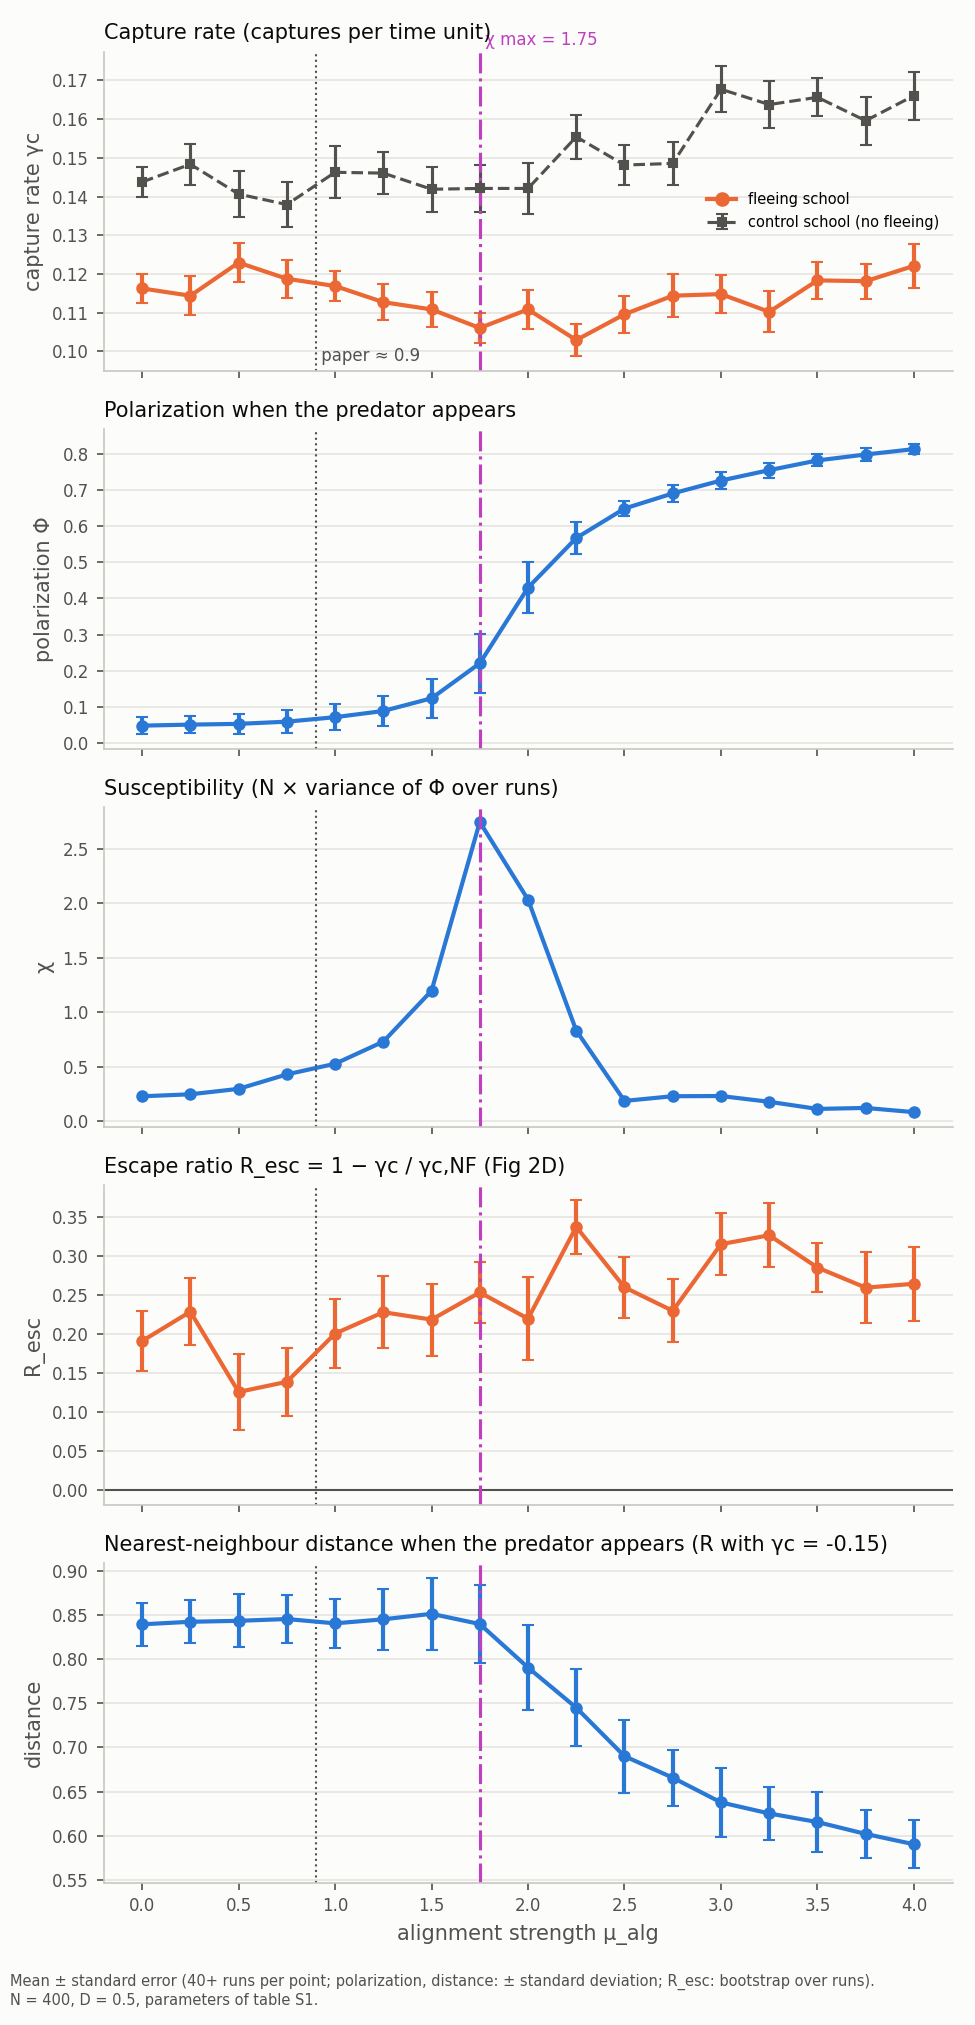 Capture rate (captures per time unit)
χ max = 1.75
capture rate γc
0.17
0.16
0.15
0.14
0.13
0.12
0.11
0.10
fleeing school
control school (no fleeing)
paper ≈ 0.9
Polarization when the predator appears
polarization Φ
0.8
0.7
0.6
0.5
0.4
0.3
0.2
0.1
0.0
Susceptibility (N × variance of Φ over runs)
χ
2.5
2.0
1.5
1.0
0.5
0.0
Escape ratio R_esc = 1 − γc / γc,NF (Fig 2D)
R_esc
0.35
0.30
0.25
0.20
0.15
0.10
0.05
0.00
Nearest-neighbour distance when the predator appears (R with γc = -0.15)
distance
0.90
0.85
0.80
0.75
0.70
0.65
0.60
0.55
0.0 0.5 1.0 1.5 2.0 2.5 3.0 3.5 4.0
alignment strength μ_alg
Mean ± standard error (40+ runs per point; polarization, distance: ± standard deviation; R_esc: bootstrap over runs).
N = 400, D = 0.5, parameters of table S1.